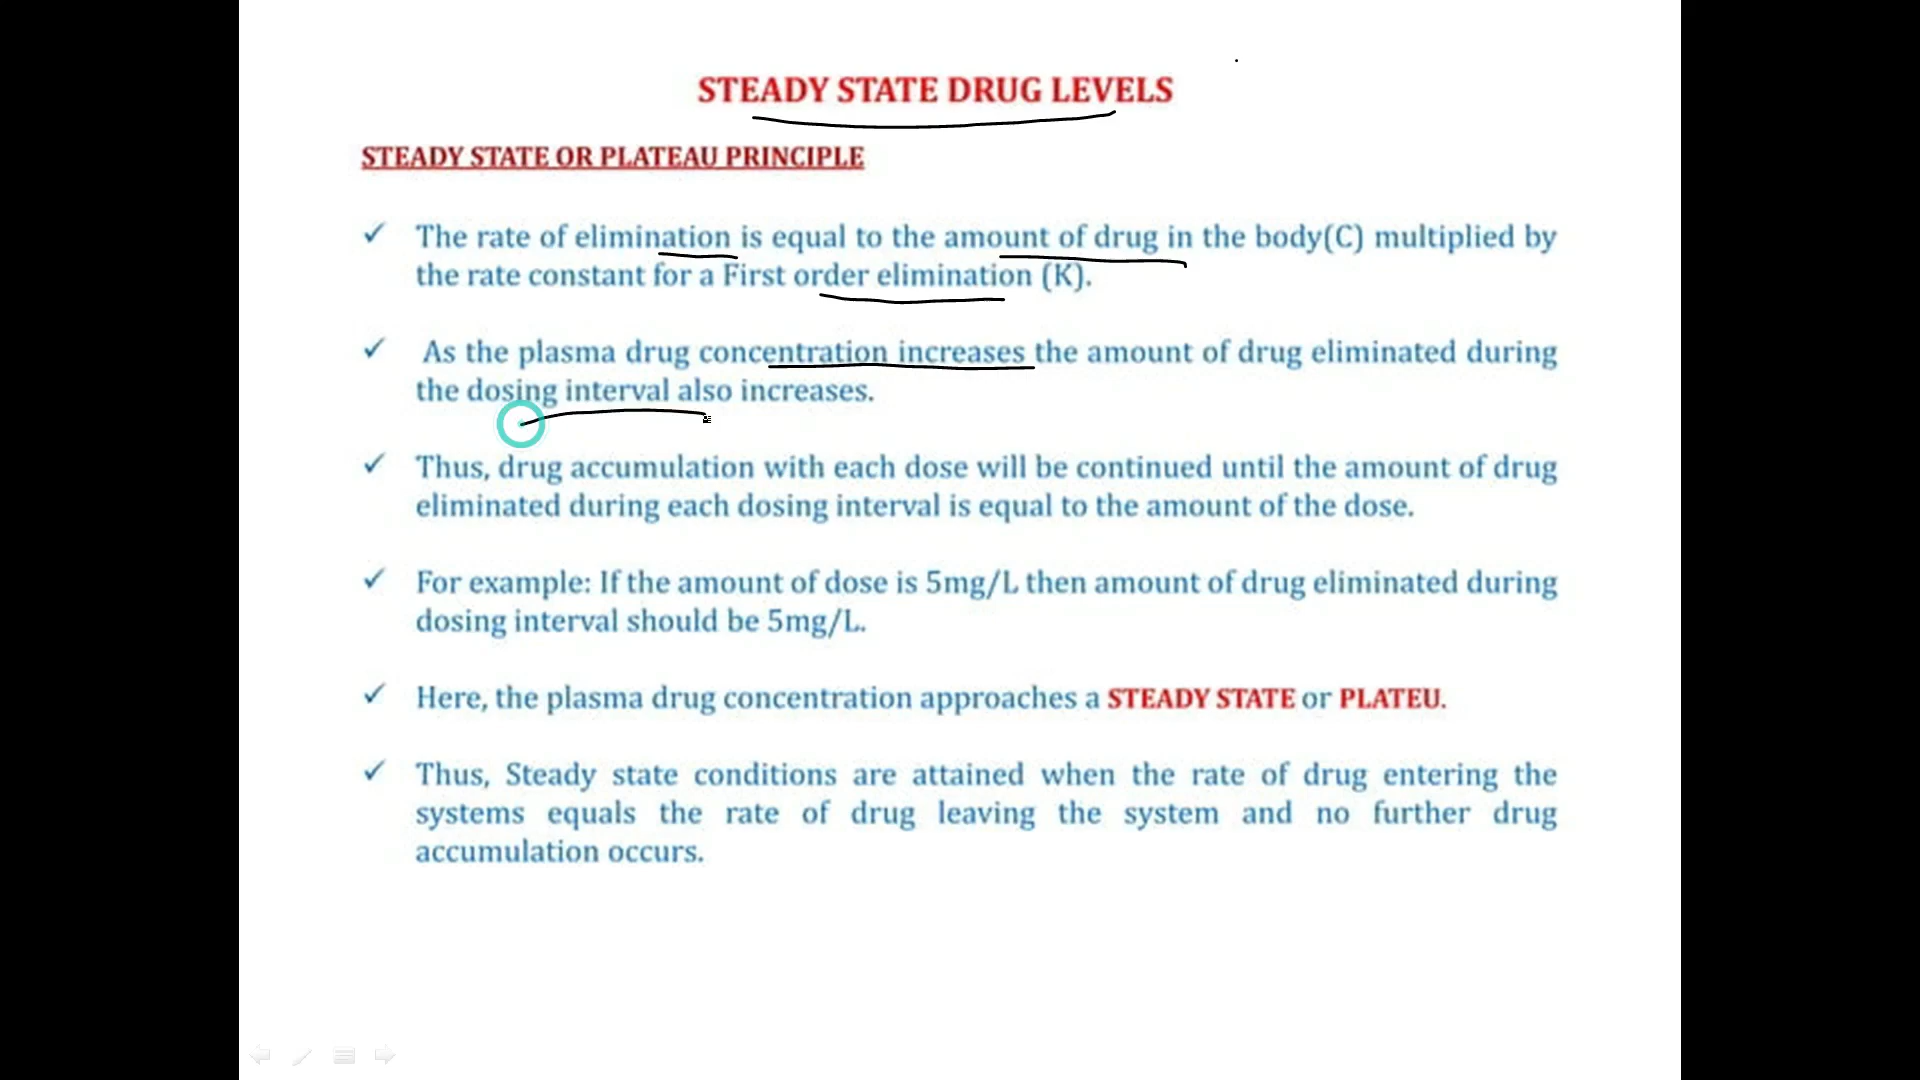 STEADY STATE DRUG LEVELS
STEADY STATE OR PLATEAU PRINCIPLE
✓ The rate of elimination is equal to the amount of drug in the body(C) multiplied by
the rate constant for a First order elimination (K).
✓ As the plasma drug concentration increases the amount of drug eliminated during
the dosing interval also increases.
✓ Thus, drug accumulation with each dose will be continued until the amount of drug
eliminated during each dosing interval is equal to the amount of the dose.
✓ For example: If the amount of dose is 5mg/L then amount of drug eliminated during
dosing interval should be 5mg/L.
✓ Here, the plasma drug concentration approaches a STEADY STATE or PLATEU.
✓ Thus, Steady state conditions are attained when the rate of drug entering the
systems equals the rate of drug leaving the system and no further drug
accumulation occurs.